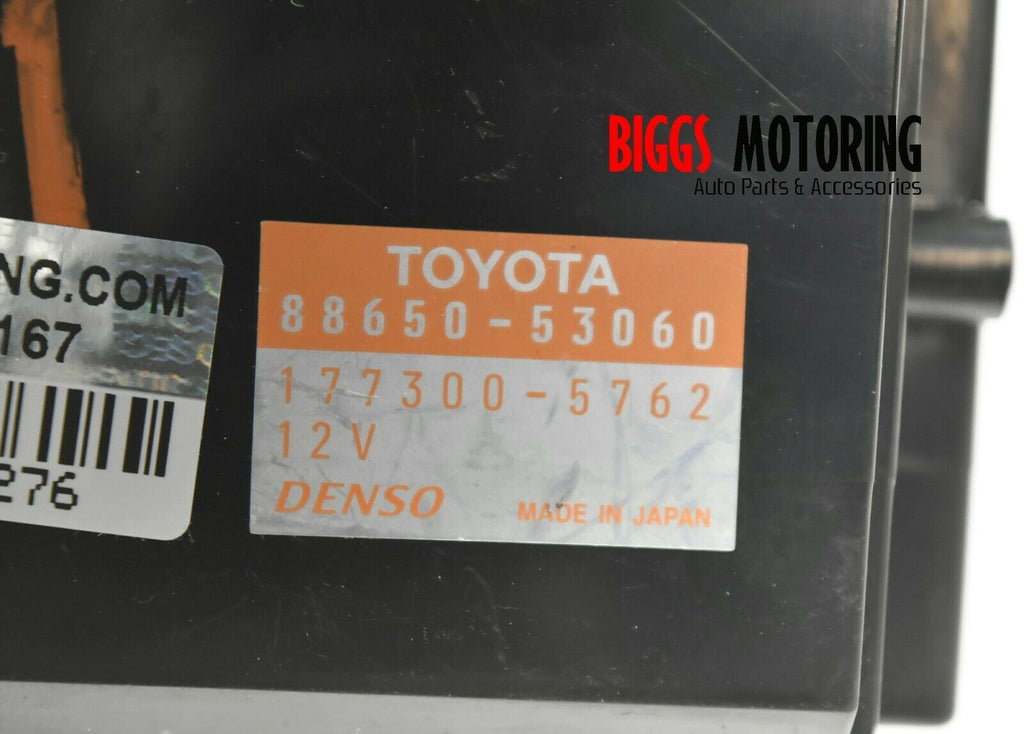 BIGGS MOTORING
Auto Parts & Accessories
NG.COM
167
276
TOYOTA
88650-53060
177300-5762
12V
DENSO
MADE IN JAPAN